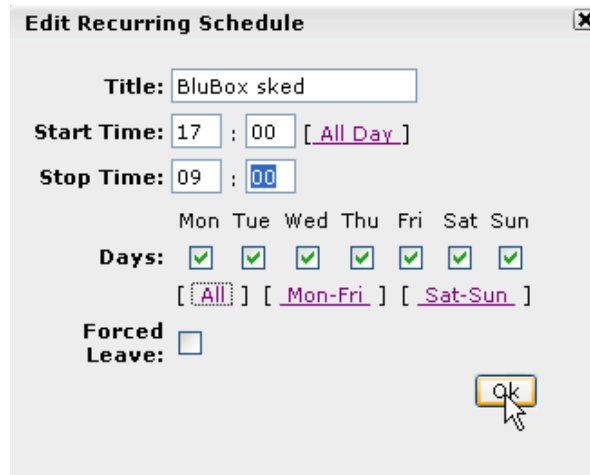 Edit Recurring Schedule
Title: BluBox sked
Start Time: 17 : 00 [ All Day ]
Stop Time: 09 : 00
Mon Tue Wed Thu Fri Sat Sun
Days:
[ All ] [ Mon-Fri ] [ Sat-Sun ]
Forced
Leave:
Ok